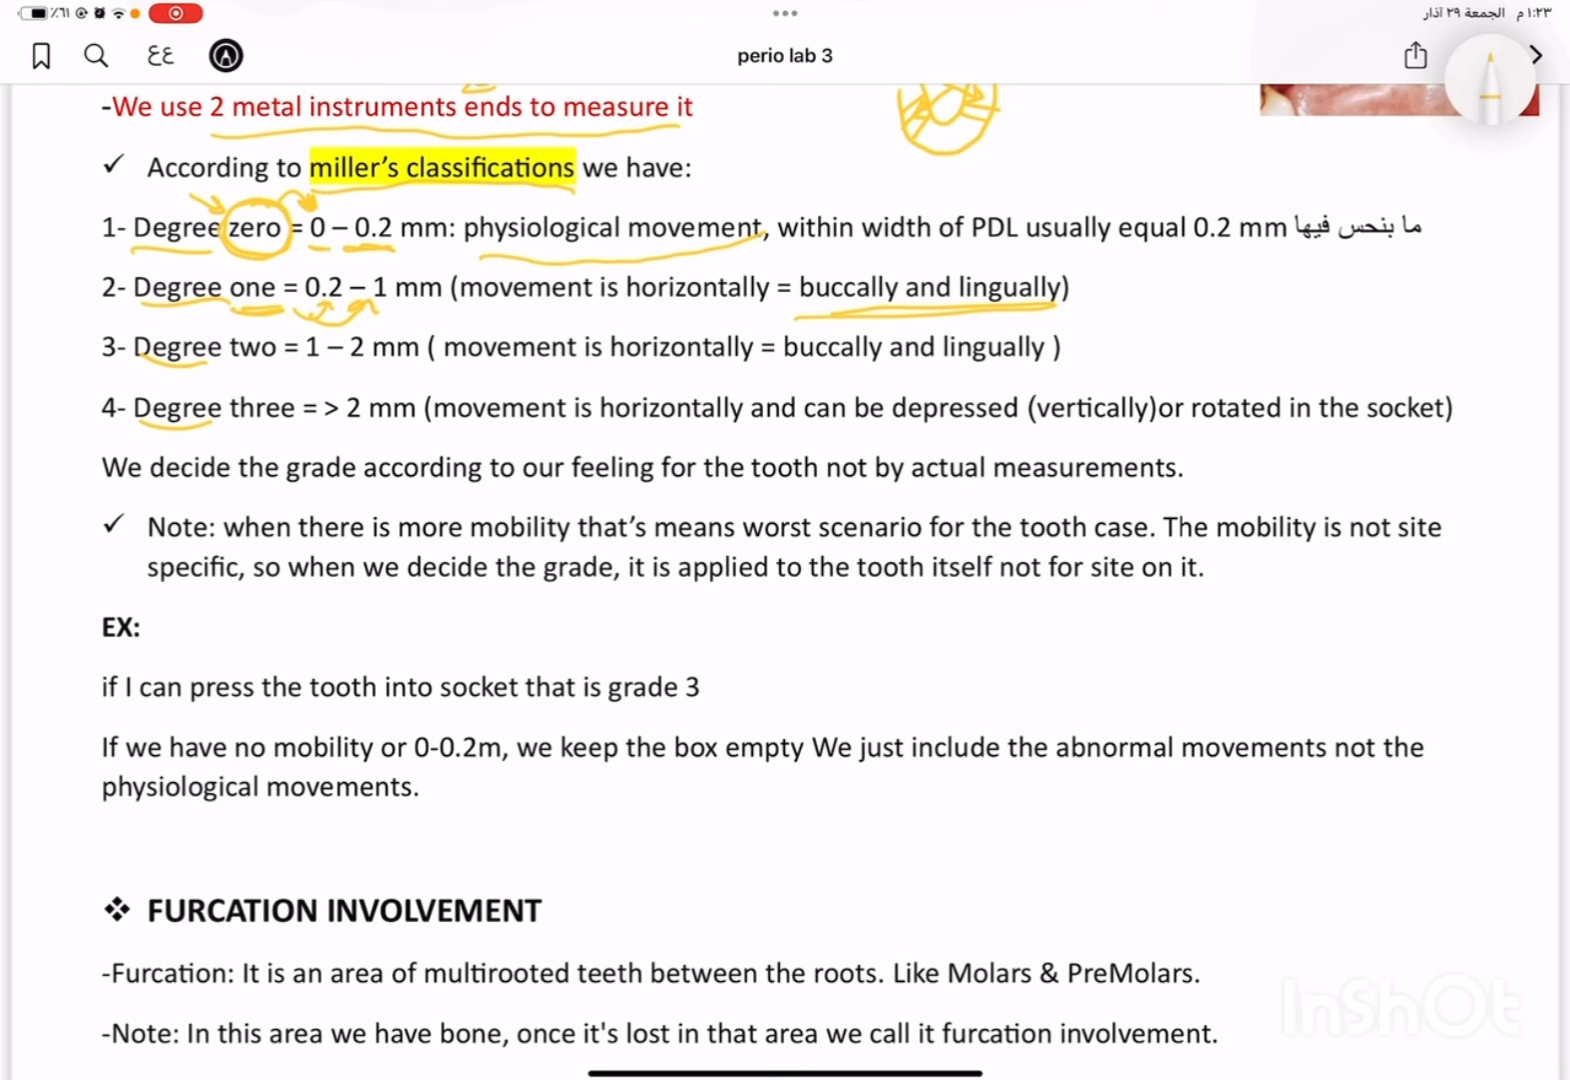 ٪٧١
١:٢٣ م الجمعة ٢٩ آذار
perio lab 3
-We use 2 metal instruments ends to measure it
✓ According to miller’s classifications we have:
1- Degree zero = 0 – 0.2 mm: physiological movement, within width of PDL usually equal 0.2 mm ما بنحس فيها
2- Degree one = 0.2 – 1 mm (movement is horizontally = buccally and lingually)
3- Degree two = 1 – 2 mm ( movement is horizontally = buccally and lingually )
4- Degree three = > 2 mm (movement is horizontally and can be depressed (vertically)or rotated in the socket)
We decide the grade according to our feeling for the tooth not by actual measurements.
✓ Note: when there is more mobility that’s means worst scenario for the tooth case. The mobility is not site
specific, so when we decide the grade, it is applied to the tooth itself not for site on it.
EX:
if I can press the tooth into socket that is grade 3
If we have no mobility or 0-0.2m, we keep the box empty We just include the abnormal movements not the
physiological movements.
❖ FURCATION INVOLVEMENT
-Furcation: It is an area of multirooted teeth between the roots. Like Molars & PreMolars.
-Note: In this area we have bone, once it's lost in that area we call it furcation involvement.
InShOt